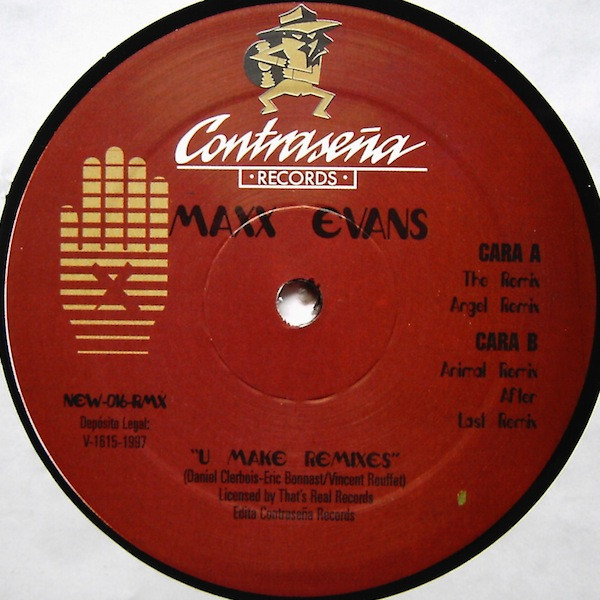 Contraseña
· RECORDS ·
MAXX EVANS
CARA A
The Remix
Angel Remix
CARA B
Animal Remix
After
Last Remix
X
NEW-016-RMX
Depósito Legal:
V-1615-1997
"U MAKE REMIXES"
(Daniel Clerbois-Eric Bonnast/Vincent Reuffet)
Licensed by That's Real Records
Edita Contraseña Records